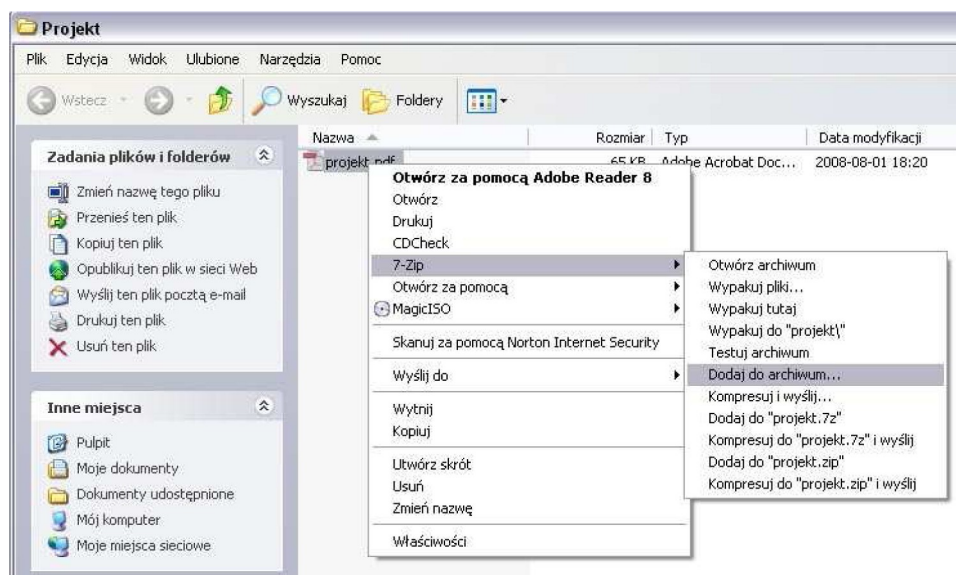 Projekt
Plik Edycja Widok Ulubione Narzędzia Pomoc
Wstecz Wyszukaj Foldery
Zadania plików i folderów
Zmień nazwę tego pliku
Przenieś ten plik
Kopiuj ten plik
Opublikuj ten plik w sieci Web
Wyślij ten plik pocztą e-mail
Drukuj ten plik
Usuń ten plik
Inne miejsca
Pulpit
Moje dokumenty
Dokumenty udostępnione
Mój komputer
Moje miejsca sieciowe
Nazwa Rozmiar Typ Data modyfikacji
projekt.pdf 65 KB Adobe Acrobat Doc... 2008-08-01 18:20
Otwórz za pomocą Adobe Reader 8
Otwórz
Drukuj
CDCheck
7-Zip
Otwórz za pomocą
MagicISO
Skanuj za pomocą Norton Internet Security
Wyślij do
Wytnij
Kopiuj
Utwórz skrót
Usuń
Zmień nazwę
Właściwości
Otwórz archiwum
Wypakuj pliki...
Wypakuj tutaj
Wypakuj do "projekt\"
Testuj archiwum
Dodaj do archiwum...
Kompresuj i wyślij...
Dodaj do "projekt.7z"
Kompresuj do "projekt.7z" i wyślij
Dodaj do "projekt.zip"
Kompresuj do "projekt.zip" i wyślij